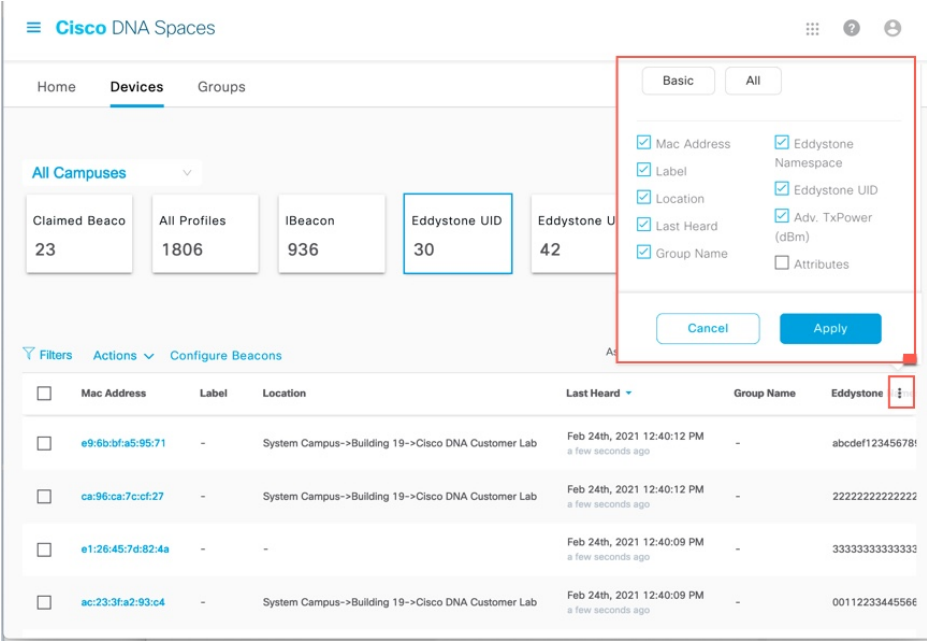 Cisco DNA Spaces
Home Devices Groups
Basic All
Mac Address
Label
Location
Last Heard
Group Name
Eddystone
Namespace
Eddystone UID
Adv. TxPower
(dBm)
Attributes
Cancel Apply
All Campuses
Claimed Beaco
23
All Profiles
1806
IBeacon
936
Eddystone UID
30
Eddystone U
42
Filters Actions Configure Beacons As
Mac Address Label Location Last Heard Group Name Eddystone
e9:6b:bf:a5:95:71 - System Campus->Building 19->Cisco DNA Customer Lab Feb 24th, 2021 12:40:12 PM - abcdef123456789
a few seconds ago
ca:96:ca:7c:cf:27 - System Campus->Building 19->Cisco DNA Customer Lab Feb 24th, 2021 12:40:12 PM - 22222222222222
a few seconds ago
e1:26:45:7d:82:4a - - Feb 24th, 2021 12:40:09 PM - 33333333333333
a few seconds ago
ac:23:3f:a2:93:c4 - System Campus->Building 19->Cisco DNA Customer Lab Feb 24th, 2021 12:40:09 PM - 00112233445566
a few seconds ago